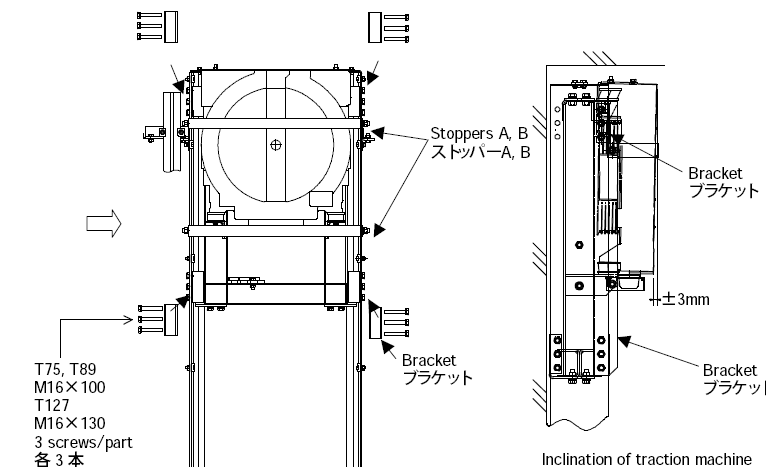 Stoppers A, B
ストッパーA, B
Bracket
ブラケット
±3mm
Bracket
ブラケット
Bracket
ブラケット
T75, T89
M16×100
T127
M16×130
3 screws/part
各 3 本
Inclination of traction machine